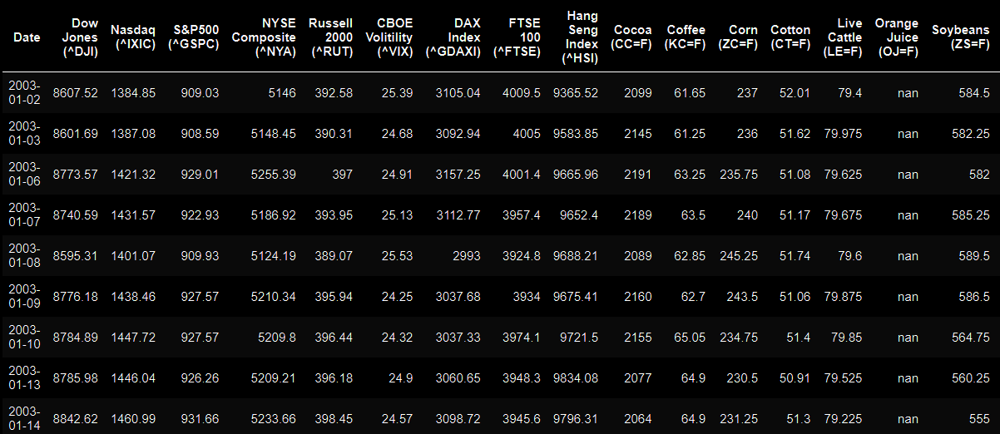 Date Dow Jones (^DJI) Nasdaq (^IXIC) S&P500 (^GSPC) NYSE Composite (^NYA) Russell 2000 (^RUT) CBOE Volitility (^VIX) DAX Index (^GDAXI) FTSE 100 (^FTSE) Hang Seng Index (^HSI) Cocoa (CC=F) Coffee (KC=F) Corn (ZC=F) Cotton (CT=F) Live Cattle (LE=F) Orange Juice (OJ=F) Soybeans (ZS=F)
2003-01-02 8607.52 1384.85 909.03 5146 392.58 25.39 3105.04 4009.5 9365.52 2099 61.65 237 52.01 79.4 nan 584.5
2003-01-03 8601.69 1387.08 908.59 5148.45 390.31 24.68 3092.94 4005 9583.85 2145 61.25 236 51.62 79.975 nan 582.25
2003-01-06 8773.57 1421.32 929.01 5255.39 397 24.91 3157.25 4001.4 9665.96 2191 63.25 235.75 51.08 79.625 nan 582
2003-01-07 8740.59 1431.57 922.93 5186.92 393.95 25.13 3112.77 3957.4 9652.4 2189 63.5 240 51.17 79.675 nan 585.25
2003-01-08 8595.31 1401.07 909.93 5124.19 389.07 25.53 2993 3924.8 9688.21 2089 62.85 245.25 51.74 79.6 nan 589.5
2003-01-09 8776.18 1438.46 927.57 5210.34 395.94 24.25 3037.68 3934 9675.41 2160 62.7 243.5 51.06 79.875 nan 586.5
2003-01-10 8784.89 1447.72 927.57 5209.8 396.44 24.32 3037.33 3974.1 9721.5 2155 65.05 234.75 51.4 79.85 nan 564.75
2003-01-13 8785.98 1446.04 926.26 5209.21 396.18 24.9 3060.65 3948.3 9834.08 2077 64.9 230.5 50.91 79.525 nan 560.25
2003-01-14 8842.62 1460.99 931.66 5233.66 398.45 24.57 3098.72 3945.6 9796.31 2064 64.9 231.25 51.3 79.225 nan 555